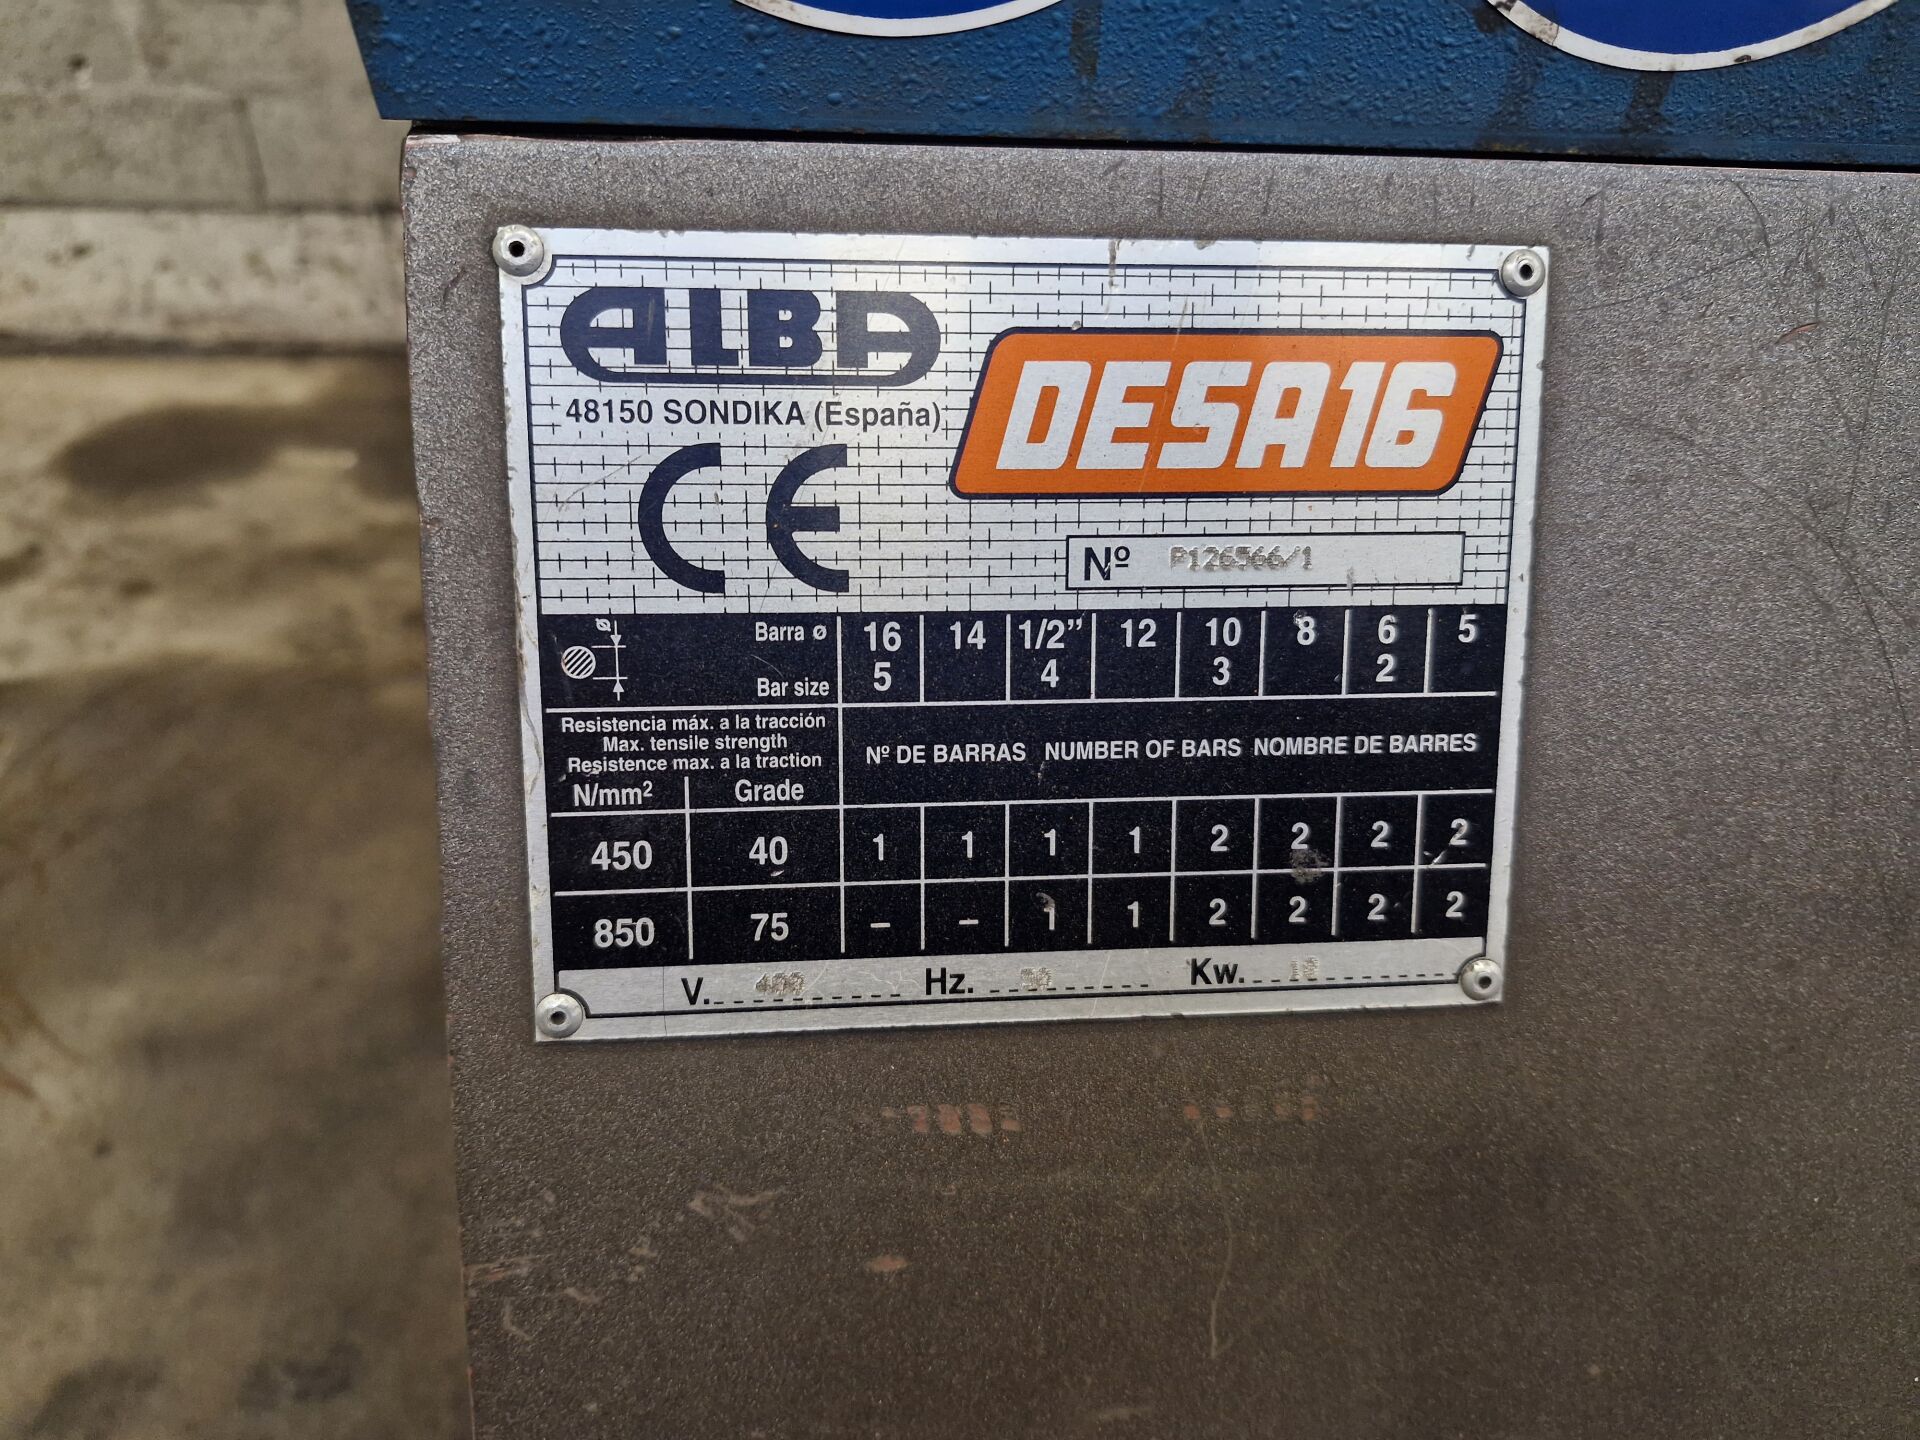 ALBA
48150 SONDIKA (España)
DESA16
CE
Nº P126566/1
Barra ø 16 14 1/2" 12 10 8 6 5
Bar size 5 4 3 2
Resistencia máx. a la tracción
Max. tensile strength
Resistence max. a la traction
Nº DE BARRAS NUMBER OF BARS NOMBRE DE BARRES
N/mm² Grade
450 40 1 1 1 1 2 2 2 2
850 75 – – 1 1 2 2 2 2
V. 400 Hz. 50 Kw.